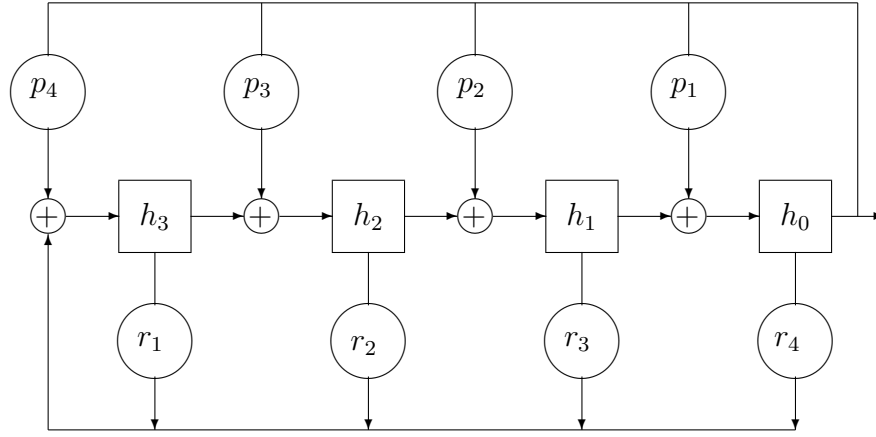 p₄ p₃ p₂ p₁
+ h₃ + h₂ + h₁ + h₀
r₁ r₂ r₃ r₄